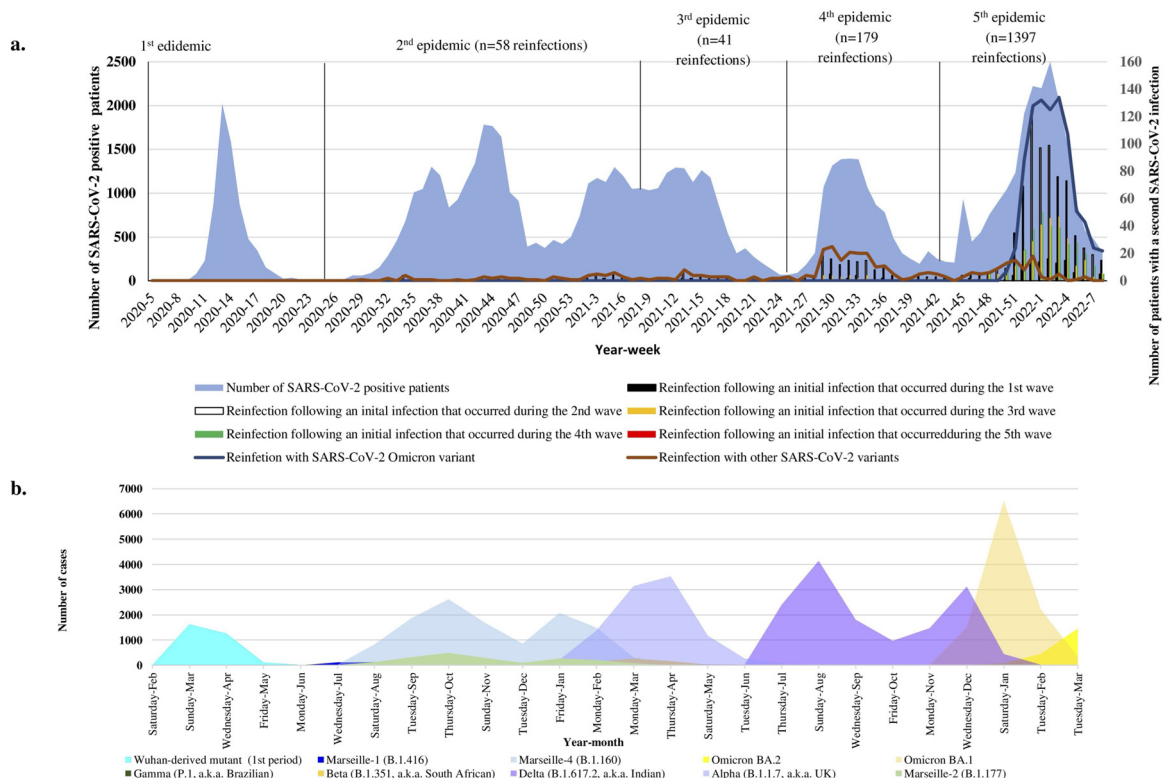 a.
1st edidemic
2nd epidemic (n=58 reinfections)
3rd epidemic
(n=41
reinfections)
4th epidemic
(n=179
reinfections)
5th epidemic
(n=1397
reinfections)
Number of SARS-CoV-2 positive patients
2500
2000
1500
1000
500
0
160
140
120
100
80
60
40
20
0
Number of patients with a second SARS-CoV-2 infection
2020-5
2020-8
2020-11
2020-14
2020-17
2020-20
2020-23
2020-26
2020-29
2020-32
2020-35
2020-38
2020-41
2020-44
2020-47
2020-50
2020-53
2021-3
2021-6
2021-9
2021-12
2021-15
2021-18
2021-21
2021-24
2021-27
2021-30
2021-33
2021-36
2021-39
2021-42
2021-45
2021-48
2021-51
2022-1
2022-4
2022-7
Year-week
Number of SARS-CoV-2 positive patients
Reinfection following an initial infection that occurred during the 1st wave
Reinfection following an inital infection that occurred during the 2nd wave
Reinfection following an initial infection that occurred during the 3rd wave
Reinfection following an initial infection that occurred during the 4th wave
Reinfection following an initial infection that occurredduring the 5th wave
Reinfetion with SARS-CoV-2 Omicron variant
Reinfection with other SARS-CoV-2 variants
b.
Number of cases
7000
6000
5000
4000
3000
2000
1000
0
Saturday-Feb
Sunday-Mar
Wednesday-Apr
Friday-May
Monday-Jun
Wednesday-Jul
Saturday-Aug
Tuesday-Sep
Thursday-Oct
Sunday-Nov
Tuesday-Dec
Friday-Jan
Monday-Feb
Monday-Mar
Thursday-Apr
Saturday-May
Tuesday-Jun
Thursday-Jul
Sunday-Aug
Wednesday-Sep
Friday-Oct
Monday-Nov
Wednesday-Dec
Saturday-Jan
Tuesday-Feb
Tuesday-Mar
Year-month
Wuhan-derived mutant (1st period)
Marseille-1 (B.1.416)
Marseille-4 (B.1.160)
Omicron BA.2
Omicron BA.1
Gamma (P.1, a.k.a. Brazilian)
Beta (B.1.351, a.k.a. South African)
Delta (B.1.617.2, a.k.a. Indian)
Alpha (B.1.1.7, a.k.a. UK)
Marseille-2 (B.1.177)